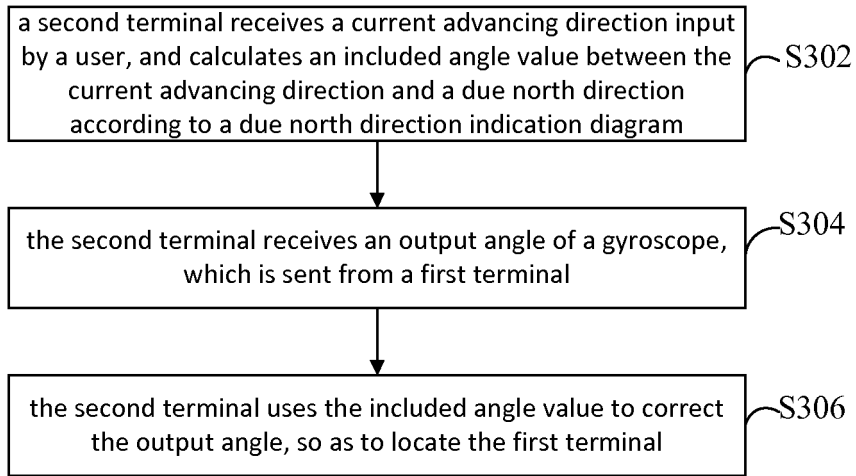 a second terminal receives a current advancing direction input
by a user, and calculates an included angle value between the
current advancing direction and a due north direction
according to a due north direction indication diagram
S302
the second terminal receives an output angle of a gyroscope,
which is sent from a first terminal
S304
the second terminal uses the included angle value to correct
the output angle, so as to locate the first terminal
S306